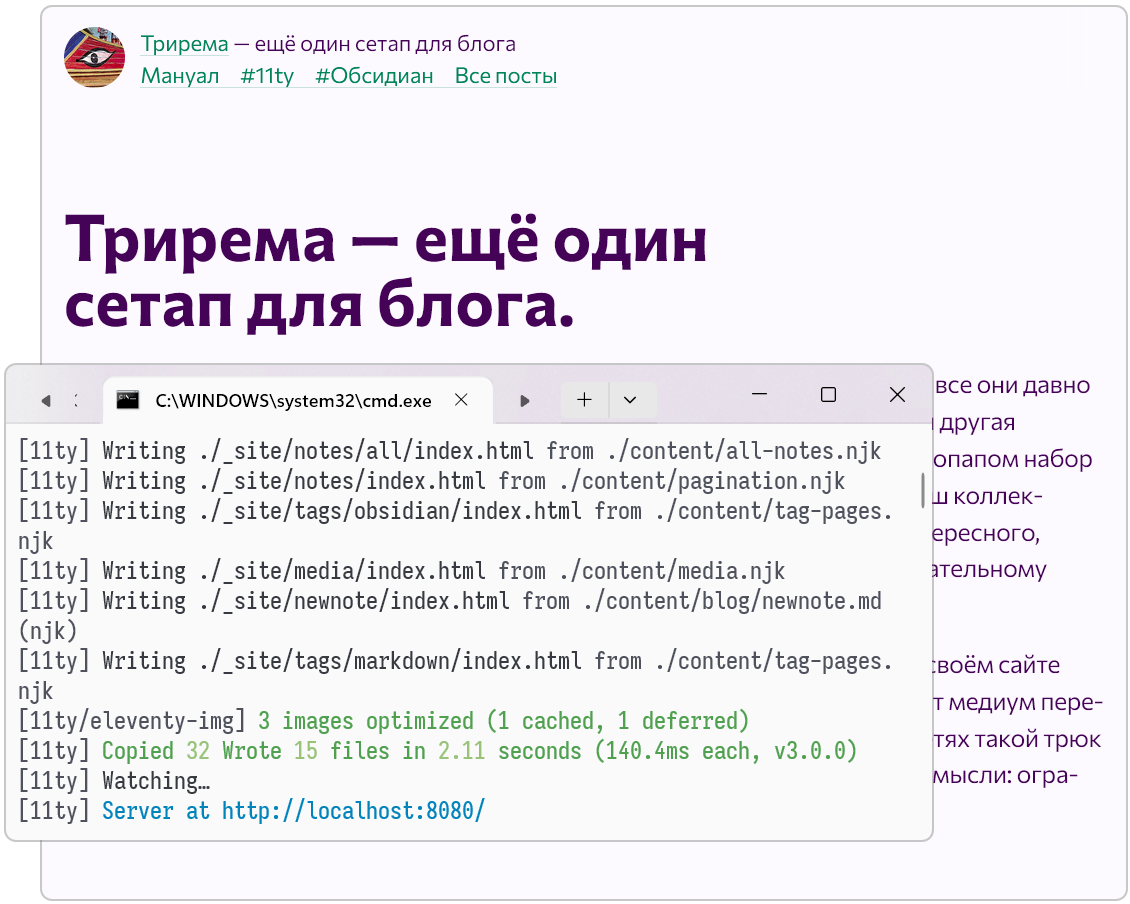 Трирема — ещё один сетап для блога
Мануал #11ty #Обсидиан Все посты
Трирема — ещё один
сетап для блога.
все они давно
другая
набор
коллек-
сайте
медиум пере-
такой трюк
мысли: огра-
C:\WINDOWS\system32\cmd.exe
[11ty] Writing ./_site/notes/all/index.html from ./content/all-notes.njk
[11ty] Writing ./_site/notes/index.html from ./content/pagination.njk
[11ty] Writing ./_site/tags/obsidian/index.html from ./content/tag-pages.
njk
[11ty] Writing ./_site/media/index.html from ./content/media.njk
[11ty] Writing ./_site/newnote/index.html from ./content/blog/newnote.md
(njk)
[11ty] Writing ./_site/tags/markdown/index.html from ./content/tag-pages.
njk
[11ty/eleventy-img] 3 images optimized (1 cached, 1 deferred)
[11ty] Copied 32 Wrote 15 files in 2.11 seconds (140.4ms each, v3.0.0)
[11ty] Watching…
[11ty] Server at http://localhost:8080/